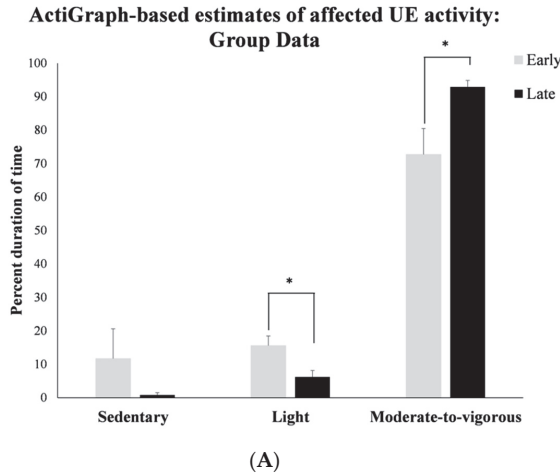 ActiGraph-based estimates of affected UE activity:
Group Data
Early
Late
Percent duration of time
100
90
80
70
60
50
40
30
20
10
0
*
*
Sedentary
Light
Moderate-to-vigorous
(A)